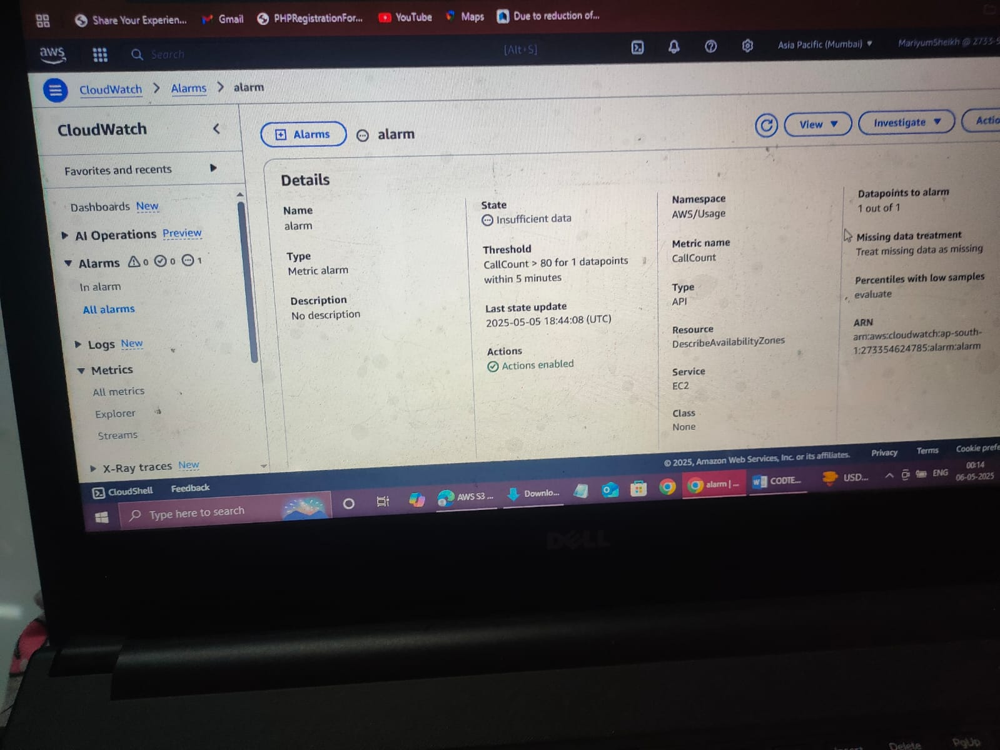 Share Your Experien...
Gmail
PHPRegistrationFor...
YouTube
Maps
Due to reduction of...
aws
Search
[Alt+S]
Asia Pacific (Mumbai)
MariyumSheikh @ 2733-5
CloudWatch > Alarms > alarm
CloudWatch
Favorites and recents
Dashboards New
AI Operations Preview
Alarms 0 0 1
In alarm
All alarms
Logs New
Metrics
All metrics
Explorer
Streams
X-Ray traces New
Alarms
alarm
View
Investigate
Actio
Details
Name
alarm
Type
Metric alarm
Description
No description
State
Insufficient data
Threshold
CallCount > 80 for 1 datapoints
within 5 minutes
Last state update
2025-05-05 18:44:08 (UTC)
Actions
Actions enabled
Namespace
AWS/Usage
Metric name
CallCount
Type
API
Resource
DescribeAvailabilityZones
Service
EC2
Class
None
Datapoints to alarm
1 out of 1
Missing data treatment
Treat missing data as missing
Percentiles with low samples
evaluate
ARN
arn:aws:cloudwatch:ap-south-
1:273354624785:alarm:alarm
CloudShell
Feedback
© 2025, Amazon Web Services, Inc. or its affiliates.
Privacy
Terms
Cookie prefe
Type here to search
AWS S3 ...
Downlo...
alarm | ...
CODTE...
USD...
ENG
00:14
06-05-2025
DELL
Delete
PgUp